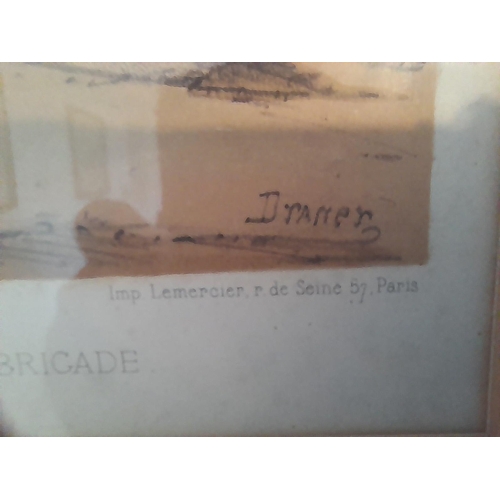 Draner
Imp. Lemercier, r. de Seine 57, Paris
BRIGADE